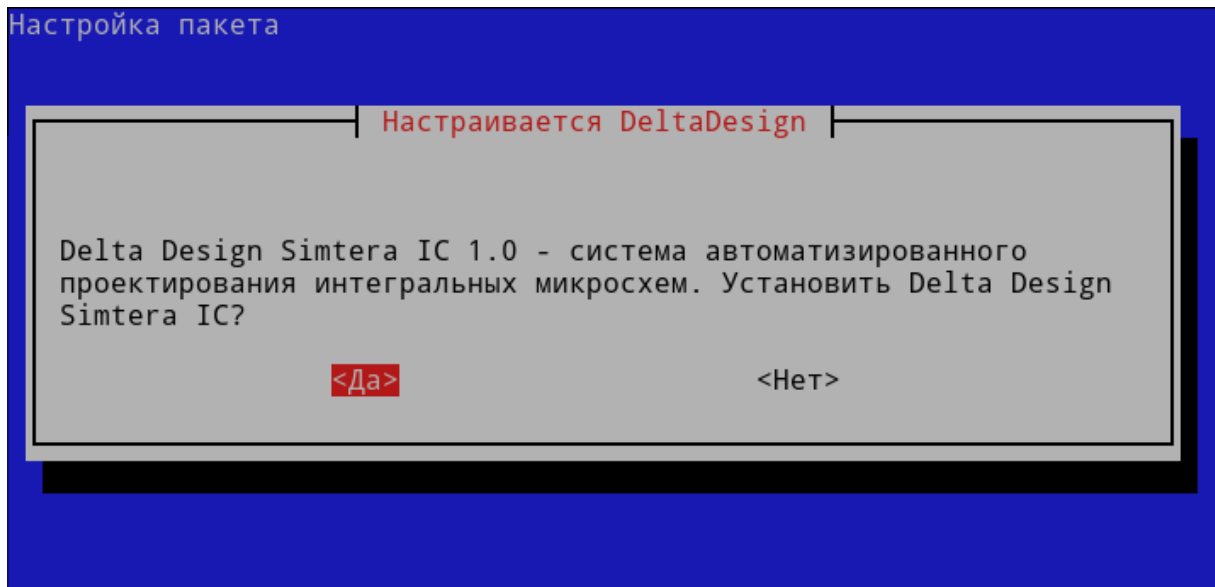 Настройка пакета
Настраивается DeltaDesign
Delta Design Simtera IC 1.0 - система автоматизированного
проектирования интегральных микросхем. Установить Delta Design
Simtera IC?
<Да> <Нет>